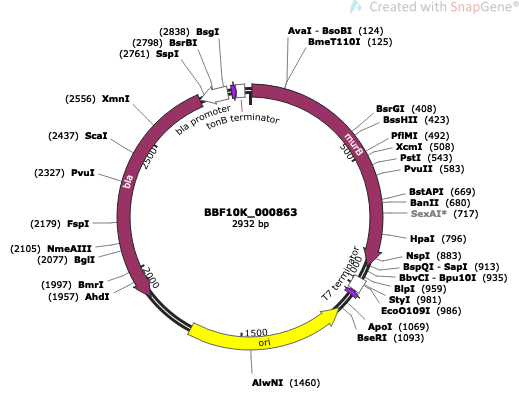 Created with SnapGene®
(2838) BsgI
(2798) BsrBI
(2761) SspI
AvaI - BsoBI (124)
BmeT110I (125)
bla promoter
tonB terminator
(2556) XmnI
(2437) ScaI
(2327) PvuI
(2179) FspI
(2105) NmeAIII
(2077) BglI
(1997) BmrI
(1957) AhdI
BsrGI (408)
BssHII (423)
PflMI (492)
XcmI (508)
PstI (543)
PvuII (583)
BstAPI (669)
BanII (680)
SexAI* (717)
HpaI (796)
NspI (883)
BspQI - SapI (913)
BbvCI - Bpu10I (935)
BlpI (959)
StyI (981)
EcoO109I (986)
ApoI (1069)
BseRI (1093)
murB
bla
500
1000
1500
2000
2500
BBF10K_000863
2932 bp
T7 terminator
ori
AlwNI (1460)